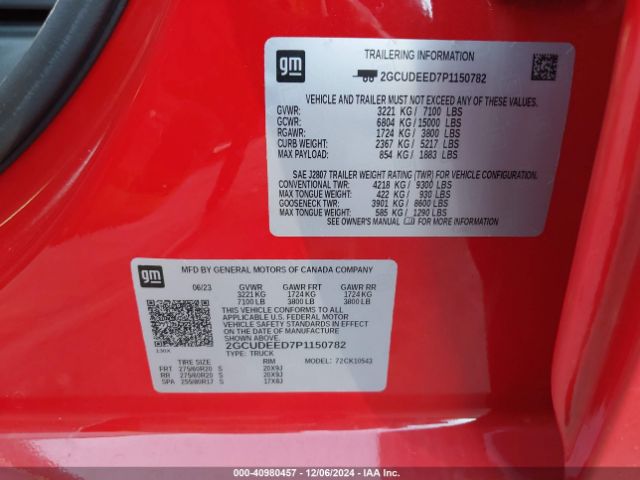 gm
TRAILERING INFORMATION
2GCUDEED7P1150782
VEHICLE AND TRAILER MUST NOT EXCEED ANY OF THESE VALUES.
GVWR: 3221 KG / 7100 LBS
GCWR: 6804 KG / 15000 LBS
RGAWR: 1724 KG / 3800 LBS
CURB WEIGHT: 2367 KG / 5217 LBS
MAX PAYLOAD: 854 KG / 1883 LBS
SAE J2807 TRAILER WEIGHT RATING (TWR) FOR VEHICLE CONFIGURATION.
CONVENTIONAL TWR: 4218 KG / 9300 LBS
MAX TONGUE WEIGHT: 422 KG / 930 LBS
GOOSENECK TWR: 3901 KG / 8600 LBS
MAX TONGUE WEIGHT: 585 KG / 1290 LBS
SEE OWNER'S MANUAL FOR MORE INFORMATION
gm
MFD BY GENERAL MOTORS OF CANADA COMPANY
06/23 GVWR GAWR FRT GAWR RR
3221 KG 1724 KG 1724 KG
7100 LB 3800 LB 3800 LB
THIS VEHICLE CONFORMS TO ALL
APPLICABLE U.S. FEDERAL MOTOR
VEHICLE SAFETY STANDARDS IN EFFECT
ON THE DATE OF MANUFACTURE
SHOWN ABOVE.
2GCUDEED7P1150782
TYPE: TRUCK
130X
MODEL: 72CK10543
TIRE SIZE RIM
FRT 275/60R20 S 20X9J
RR 275/60R20 S 20X9J
SPA 255/80R17 S 17X8J
000-40980457 - 12/06/2024 - IAA Inc.